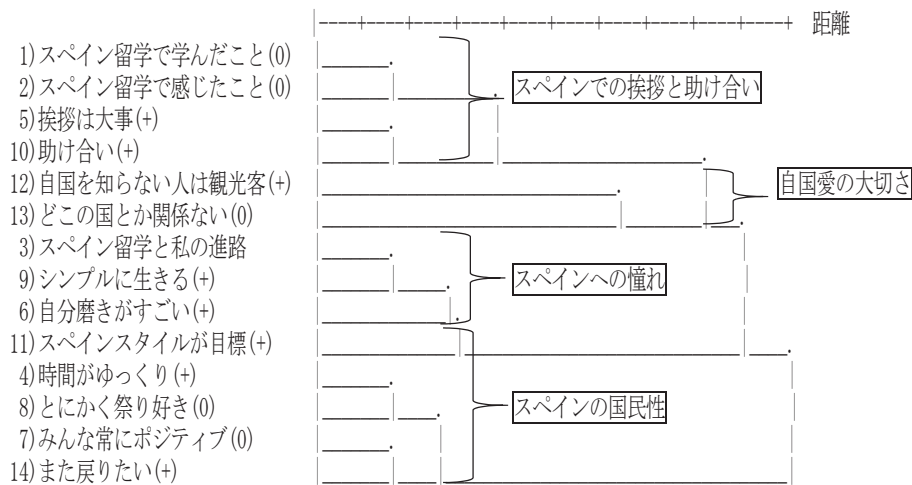 距離
1)スペイン留学で学んだこと(0)
2)スペイン留学で感じたこと(0)
スペインでの挨拶と助け合い
5)挨拶は大事(+)
10)助け合い(+)
12)自国を知らない人は観光客(+)
自国愛の大切さ
13)どこの国とか関係ない(0)
3)スペイン留学と私の進路
9)シンプルに生きる(+)
スペインへの憧れ
6)自分磨きがすごい(+)
11)スペインスタイルが目標(+)
4)時間がゆっくり(+)
8)とにかく祭り好き(0)
スペインの国民性
7)みんな常にポジティブ(0)
14)また戻りたい(+)